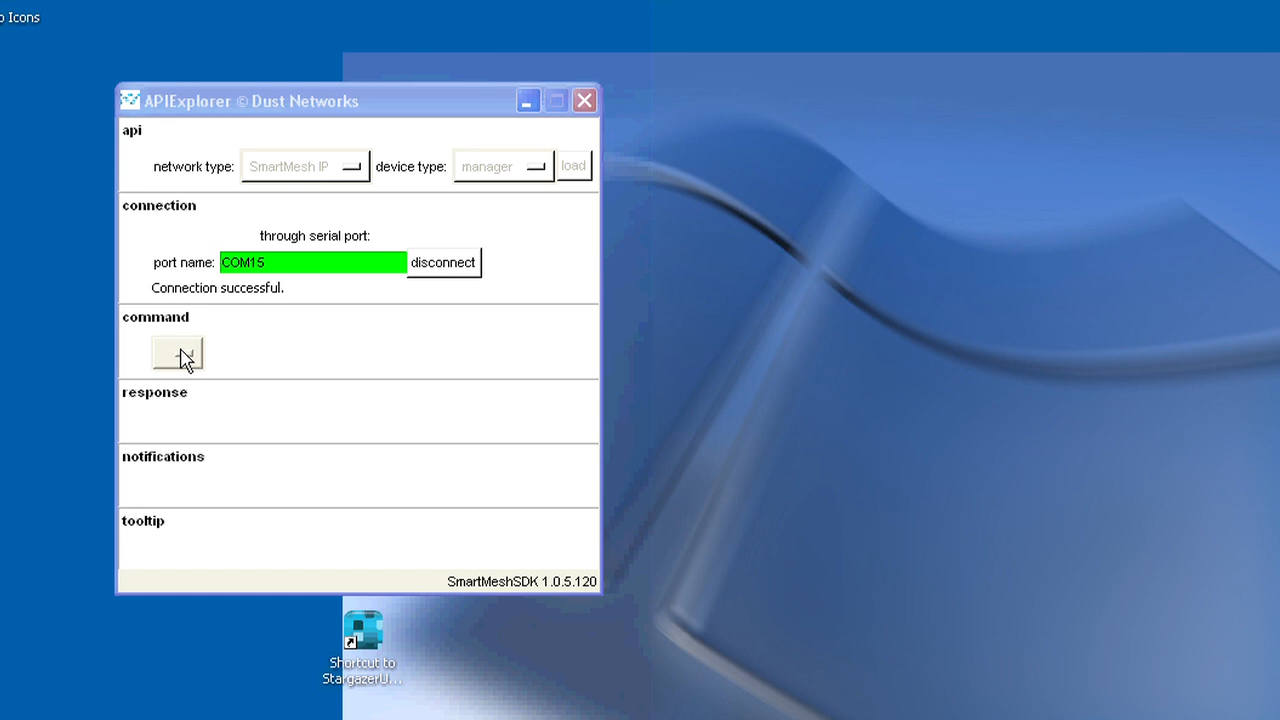 o Icons
APIExplorer © Dust Networks
api
network type: SmartMesh IP device type: manager load
connection
through serial port:
port name: COM15 disconnect
Connection successful.
command
response
notifications
tooltip
SmartMeshSDK 1.0.5.120
Shortcut to
StargazerU...